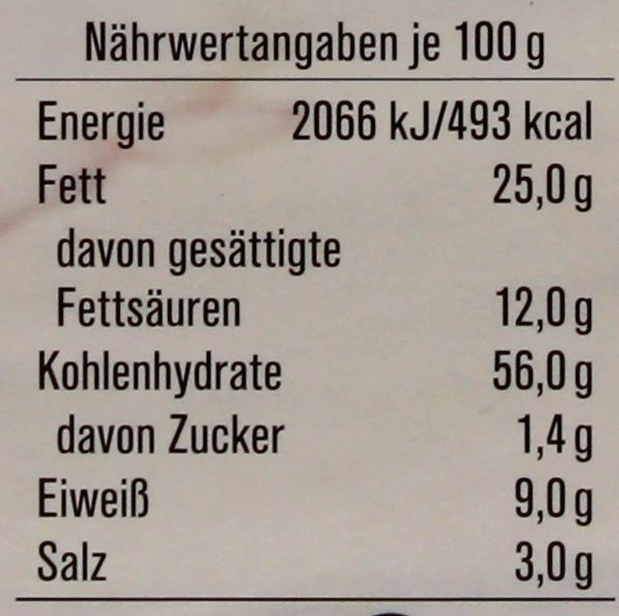 Nährwertangaben je 100 g
Energie 2066 kJ/493 kcal
Fett 25,0 g
davon gesättigte
Fettsäuren 12,0 g
Kohlenhydrate 56,0 g
davon Zucker 1,4 g
Eiweiß 9,0 g
Salz 3,0 g